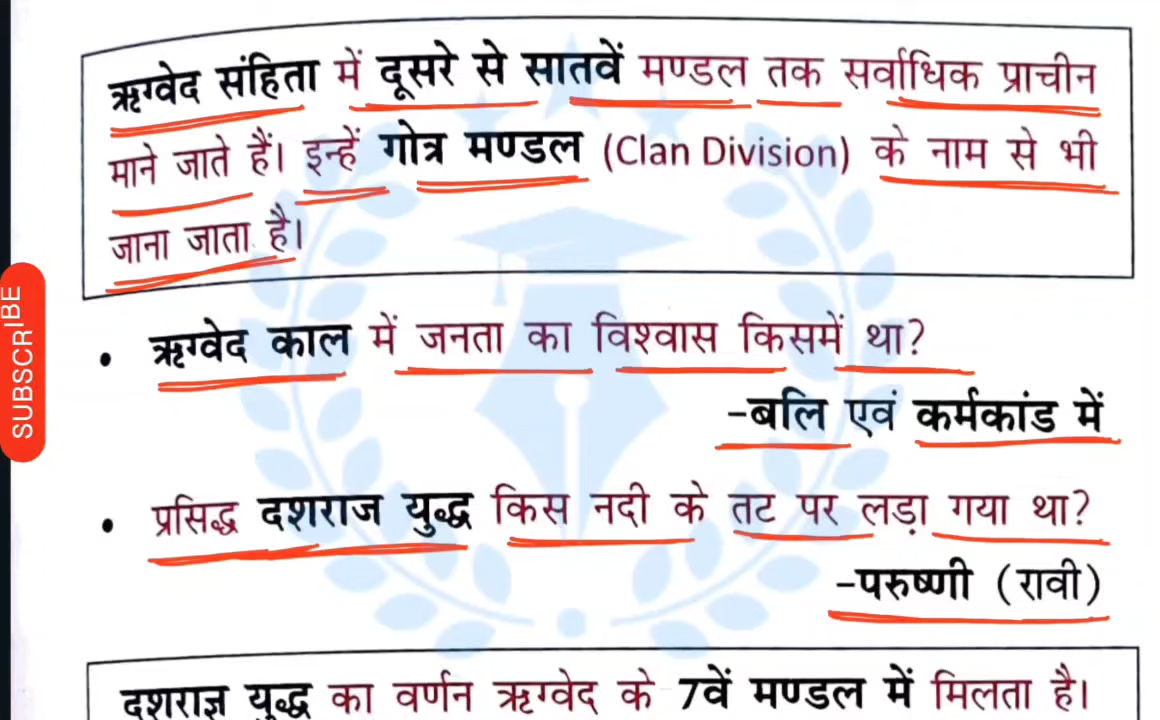 ऋग्वेद संहिता में दूसरे से सातवें मण्डल तक सर्वाधिक प्राचीन
माने जाते हैं। इन्हें गोत्र मण्डल (Clan Division) के नाम से भी
जाना जाता है।
SUBSCRIBE
• ऋग्वेद काल में जनता का विश्वास किसमें था?
-बलि एवं कर्मकांड में
• प्रसिद्ध दशराज युद्ध किस नदी के तट पर लड़ा गया था?
-परुष्णी (रावी)
दशराज्ञ युद्ध का वर्णन ऋग्वेद के 7वें मण्डल में मिलता है।